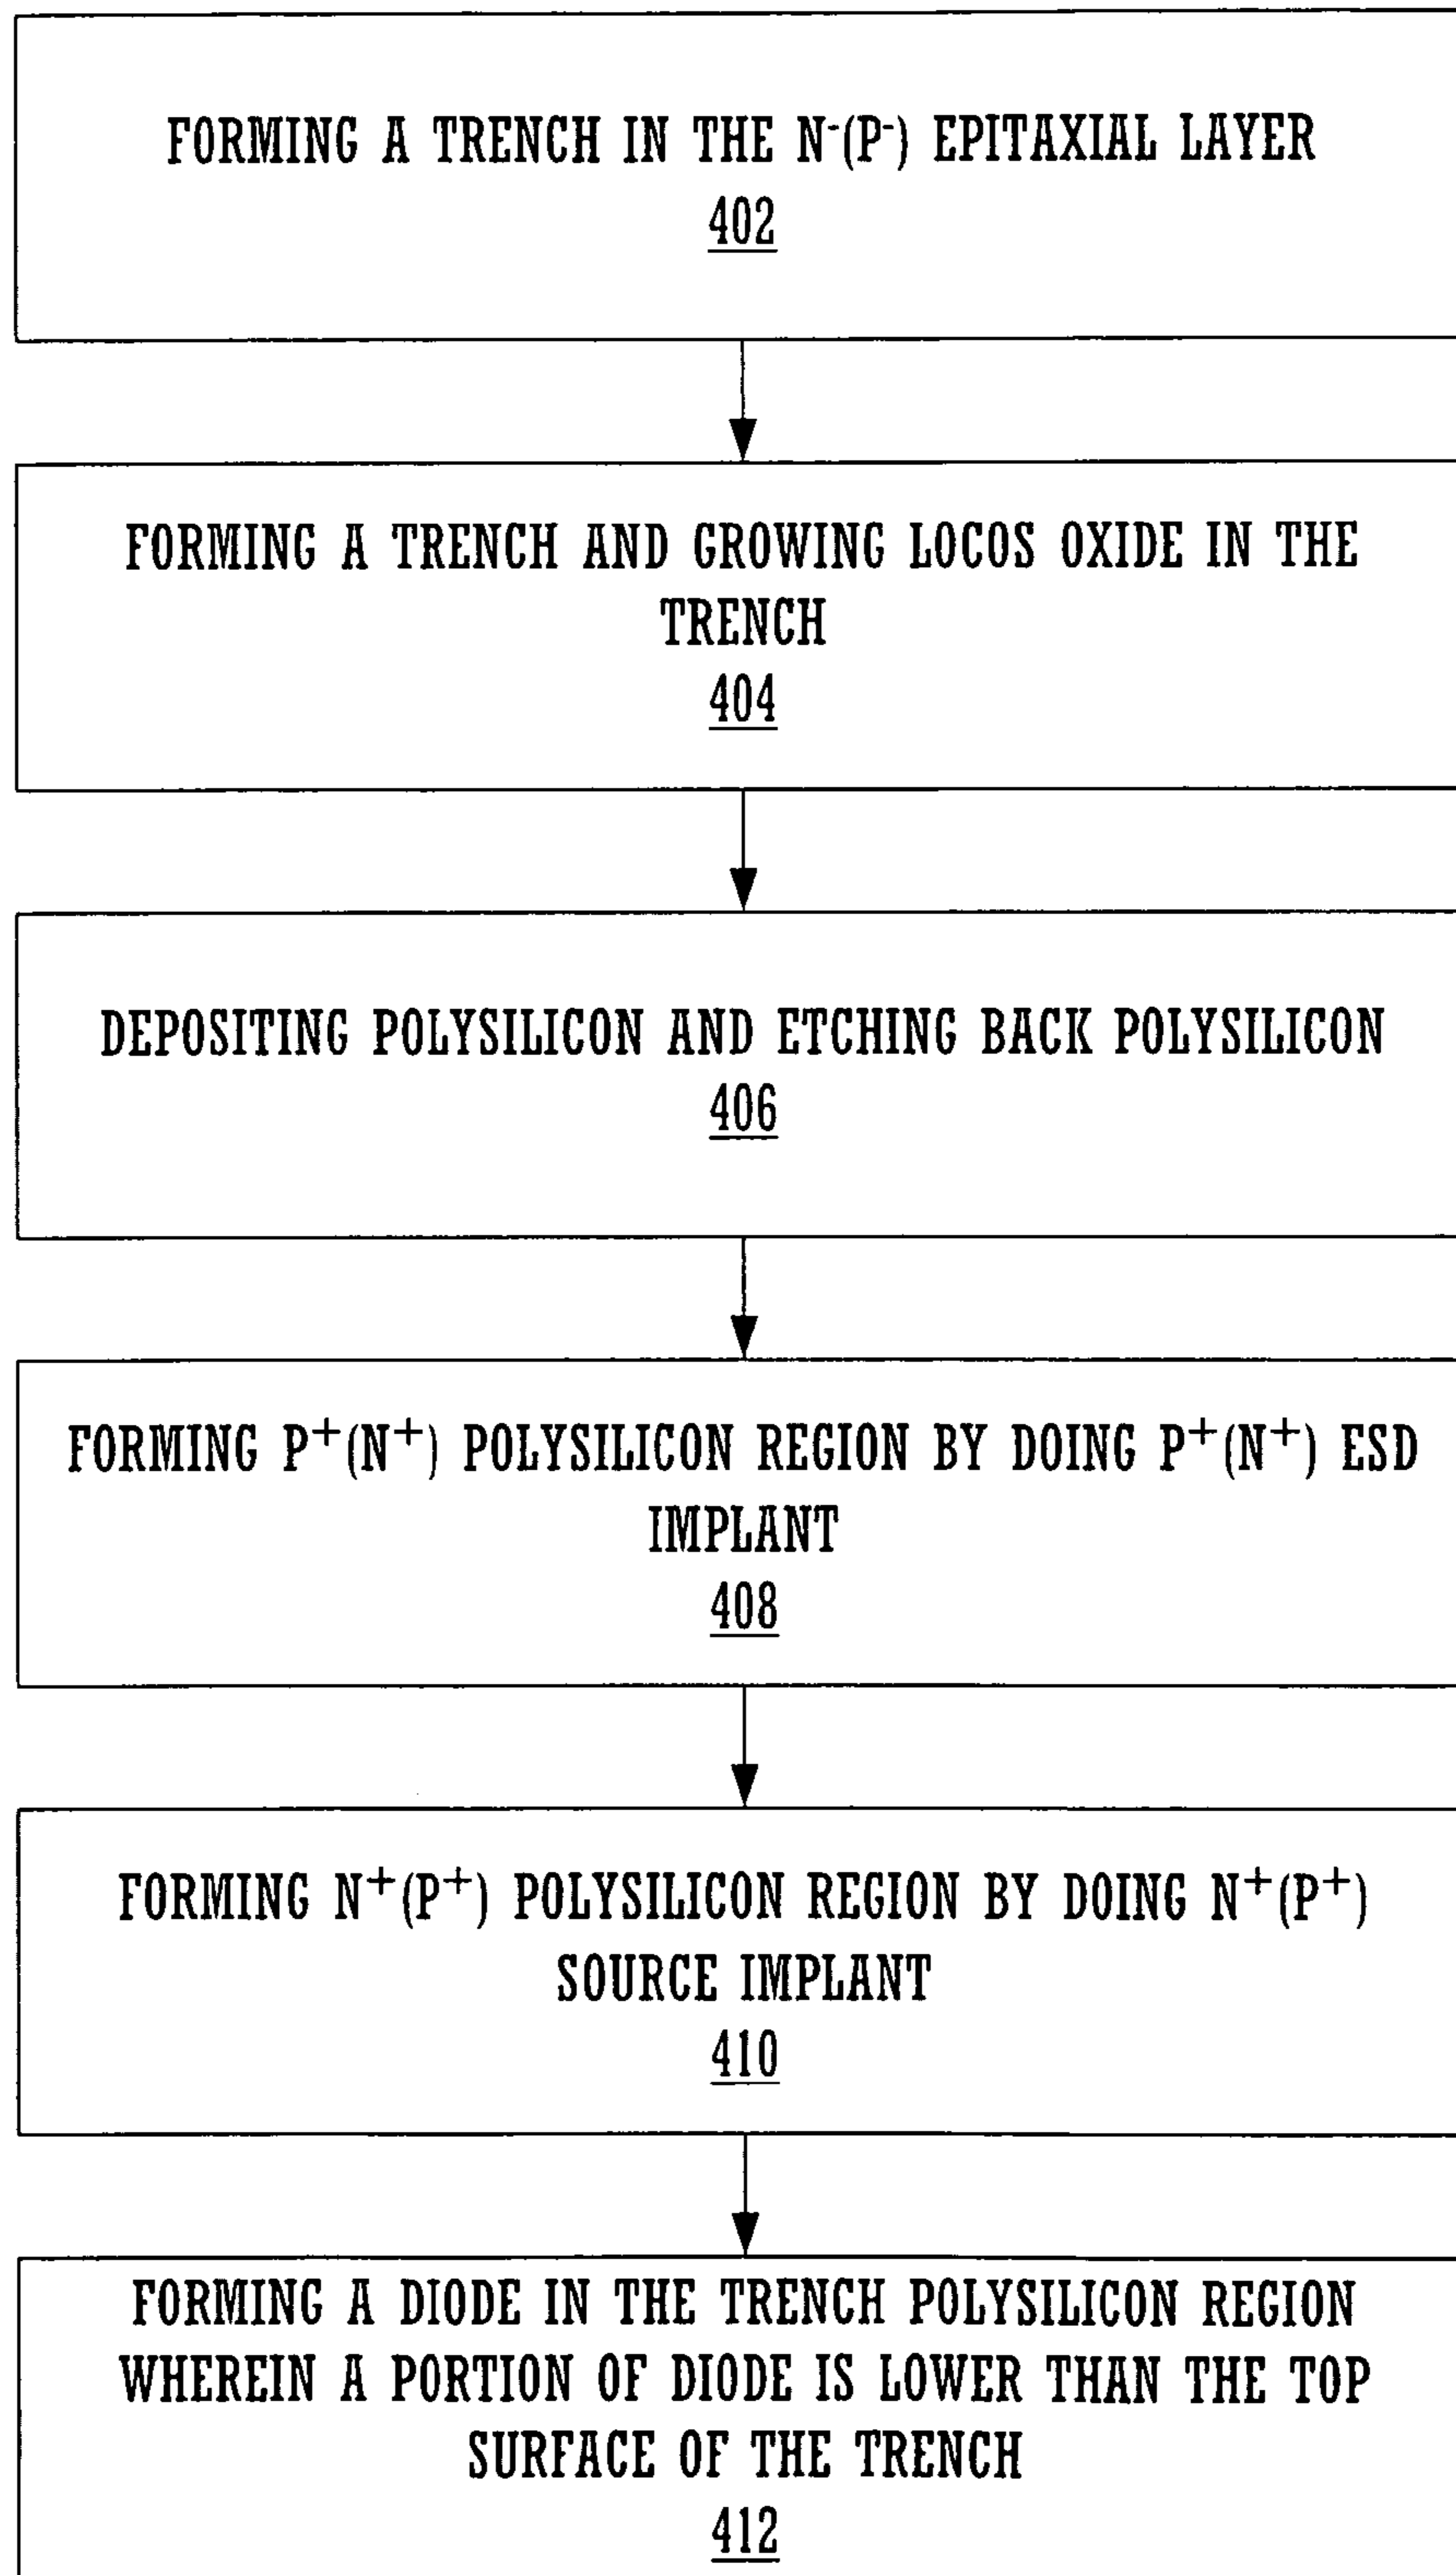 FORMING A TRENCH IN THE N⁻(P⁻) EPITAXIAL LAYER
402
FORMING A TRENCH AND GROWING LOCOS OXIDE IN THE
TRENCH
404
DEPOSITING POLYSILICON AND ETCHING BACK POLYSILICON
406
FORMING P⁺(N⁺) POLYSILICON REGION BY DOING P⁺(N⁺) ESD
IMPLANT
408
FORMING N⁺(P⁺) POLYSILICON REGION BY DOING N⁺(P⁺)
SOURCE IMPLANT
410
FORMING A DIODE IN THE TRENCH POLYSILICON REGION
WHEREIN A PORTION OF DIODE IS LOWER THAN THE TOP
SURFACE OF THE TRENCH
412